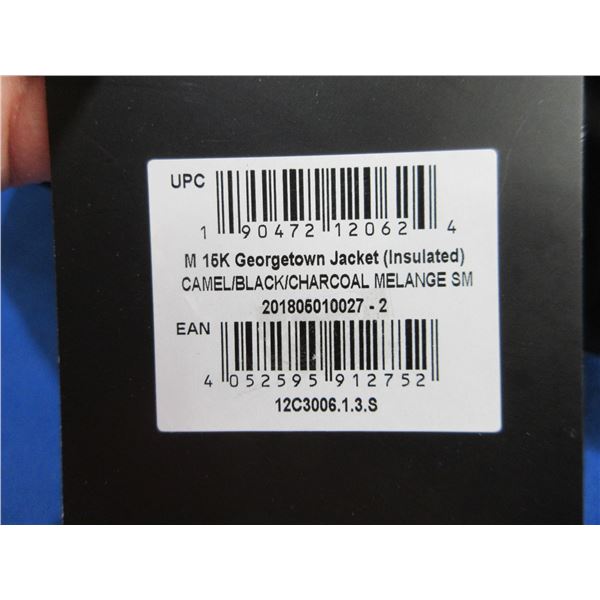 UPC
1 90472 12062 4
M 15K Georgetown Jacket (Insulated)
CAMEL/BLACK/CHARCOAL MELANGE SM
201805010027 - 2
EAN
4 052595 912752
12C3006.1.3.S